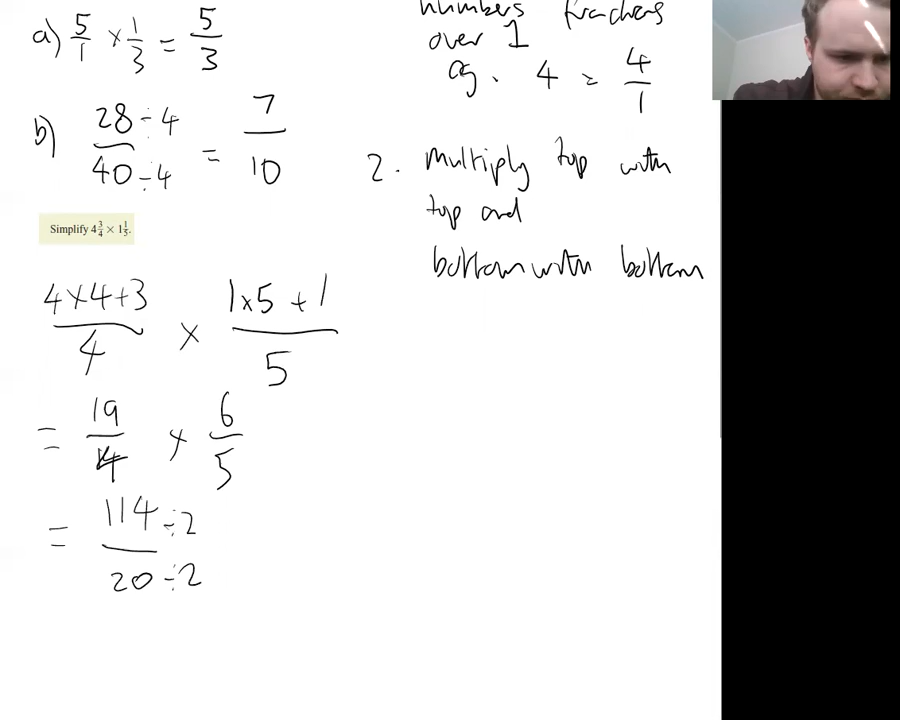 a) 5/1 × 1/3 = 5/3
b) 28÷4/40÷4 = 7/10
Simplify 4 3/4 × 1 1/5.
4×4+3/4 × 1×5+1/5
= 19/4 × 6/5
= 114÷2/20÷2
numbers fractions
over 1
eg. 4 = 4/1
2. Multiply top with
top and
bottom with bottom